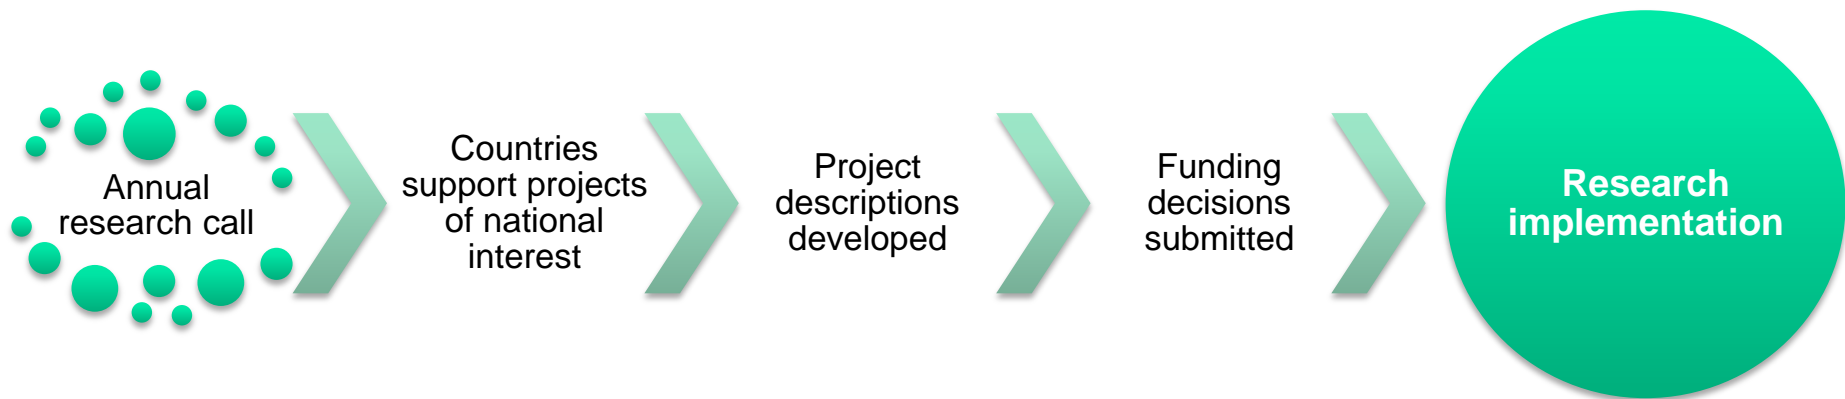 Annual
research call
Countries
support projects
of national
interest
Project
descriptions
developed
Funding
decisions
submitted
Research
implementation